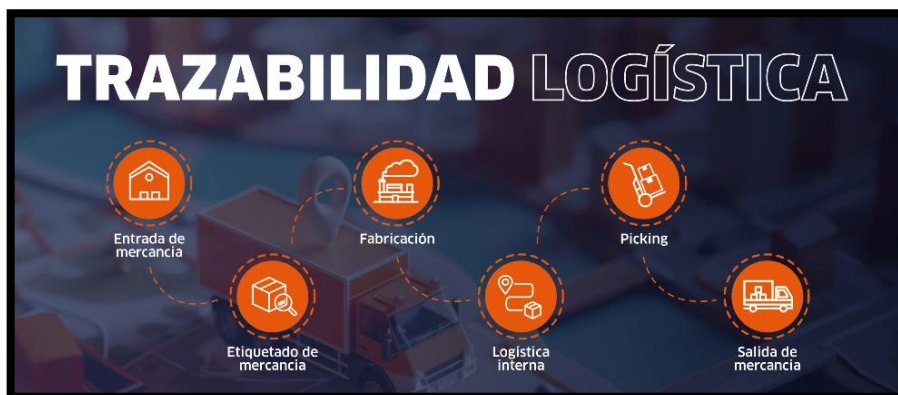 TRAZABILIDAD LOGÍSTICA
Entrada de
mercancia
Etiquetado de
mercancia
Fabricación
Logística
interna
Picking
Salida de
mercancia